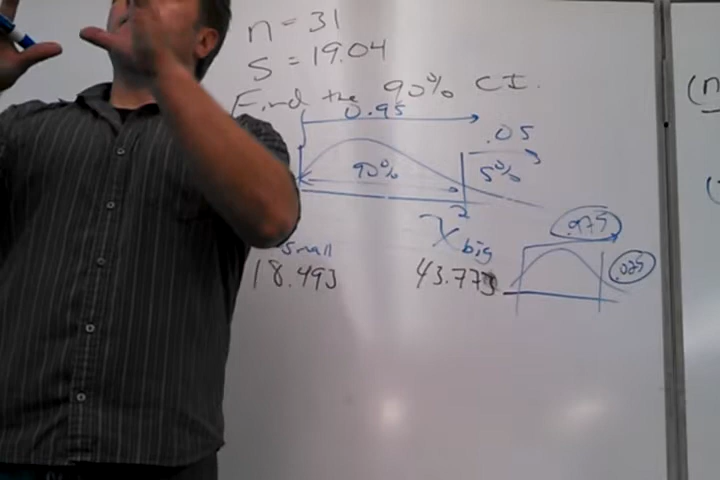 n = 31
S = 19.04
Find the 90% CI.
0.95
.05
90%
5%
.975
.025
X²
small
big
18.493
43.773
(n